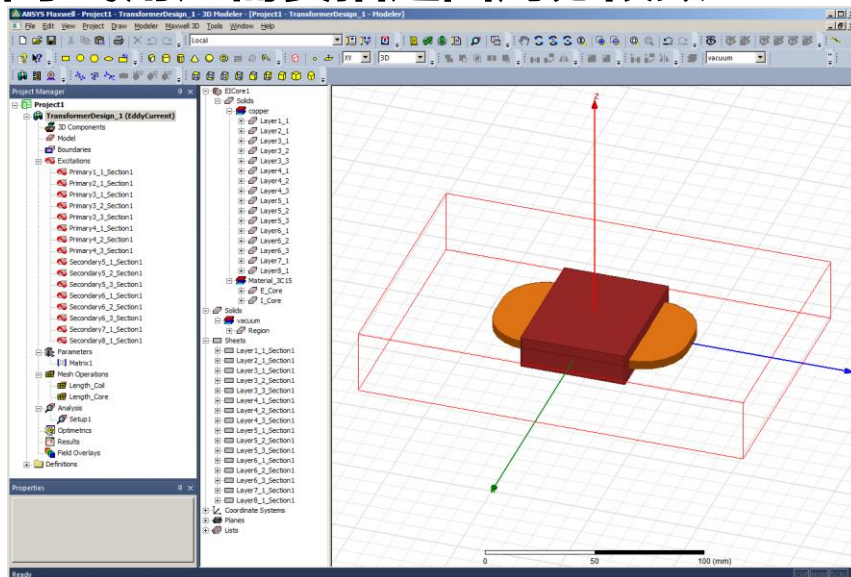 ANSYS Maxwell - Project1 - TransformerDesign_1 - 3D Modeler - [Project1 - TransformerDesign_1 - Modeler]
File Edit View Project Draw Modeler Maxwell 3D Tools Window Help
Local
XY
3D
vacuum
Project Manager
Project1
TransformerDesign_1 (EddyCurrent)
3D Components
Model
Boundaries
Excitations
Primary1_1_Section1
Primary2_1_Section1
Primary3_1_Section1
Primary3_2_Section1
Primary3_3_Section1
Primary4_1_Section1
Primary4_2_Section1
Primary4_3_Section1
Secondary5_1_Section1
Secondary5_2_Section1
Secondary5_3_Section1
Secondary6_1_Section1
Secondary6_2_Section1
Secondary6_3_Section1
Secondary7_1_Section1
Secondary8_1_Section1
Parameters
Matrix1
Mesh Operations
Length_Coil
Length_Core
Analysis
Setup1
Optimetrics
Results
Field Overlays
Definitions
Properties
Ready
EICore1
Solids
copper
Layer1_1
Layer2_1
Layer3_1
Layer3_2
Layer3_3
Layer4_1
Layer4_2
Layer4_3
Layer5_1
Layer5_2
Layer5_3
Layer6_1
Layer6_2
Layer6_3
Layer7_1
Layer8_1
Material_3C15
E_Core
I_Core
Solids
vacuum
Region
Sheets
Layer1_1_Section1
Layer2_1_Section1
Layer3_1_Section1
Layer3_2_Section1
Layer3_3_Section1
Layer4_1_Section1
Layer4_2_Section1
Layer4_3_Section1
Layer5_1_Section1
Layer5_2_Section1
Layer5_3_Section1
Layer6_1_Section1
Layer6_2_Section1
Layer6_3_Section1
Layer7_1_Section1
Layer8_1_Section1
Coordinate Systems
Planes
Lists
Z
0 50 100 (mm)